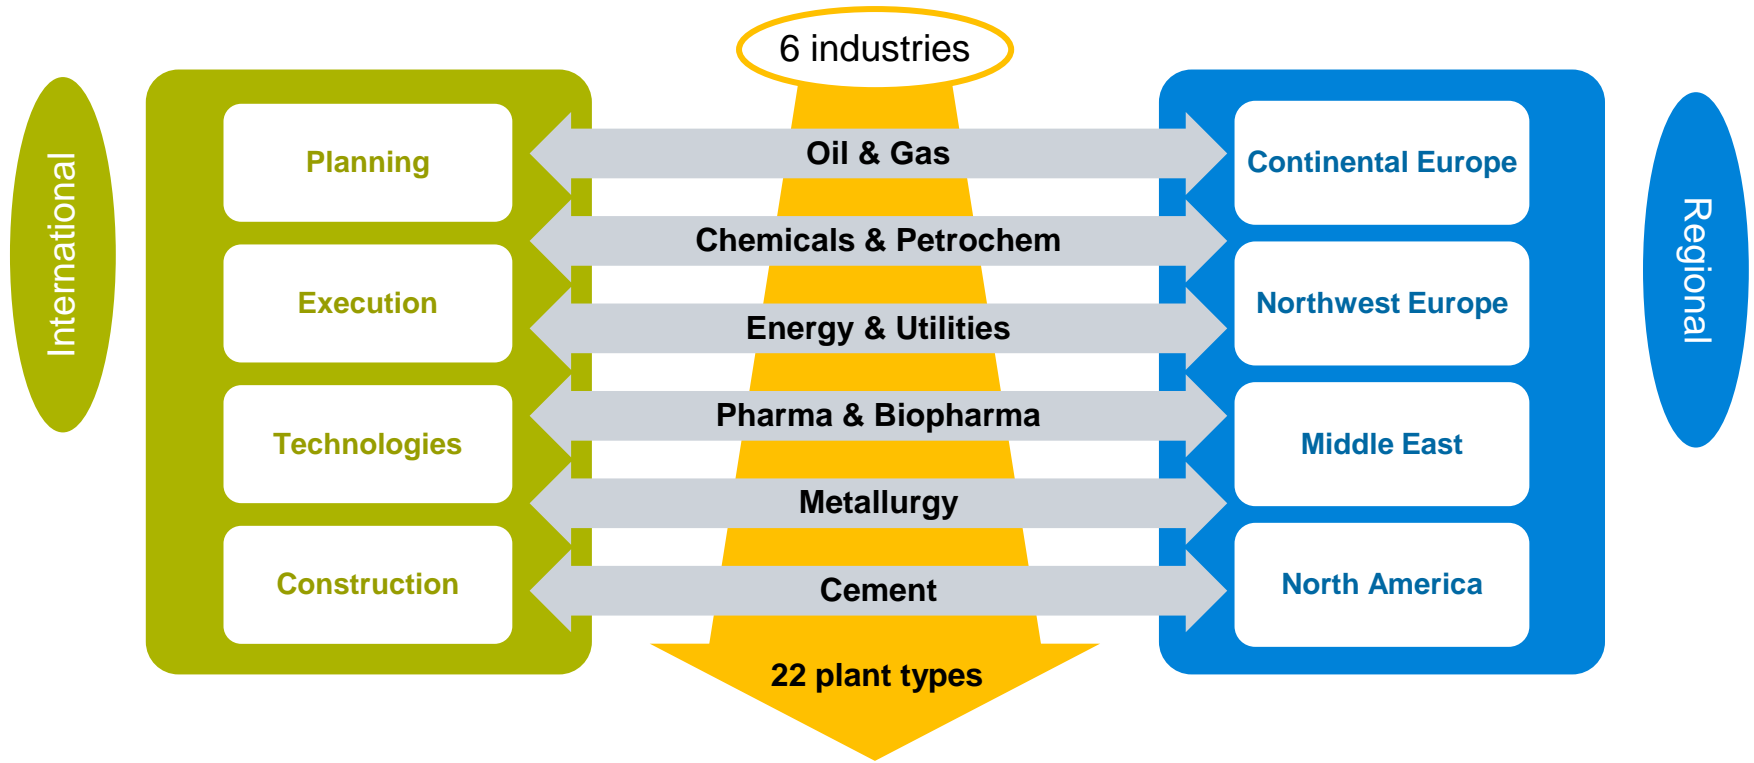 6 industries
International
Planning
Execution
Technologies
Construction
Oil & Gas
Chemicals & Petrochem
Energy & Utilities
Pharma & Biopharma
Metallurgy
Cement
22 plant types
Continental Europe
Northwest Europe
Middle East
North America
Regional